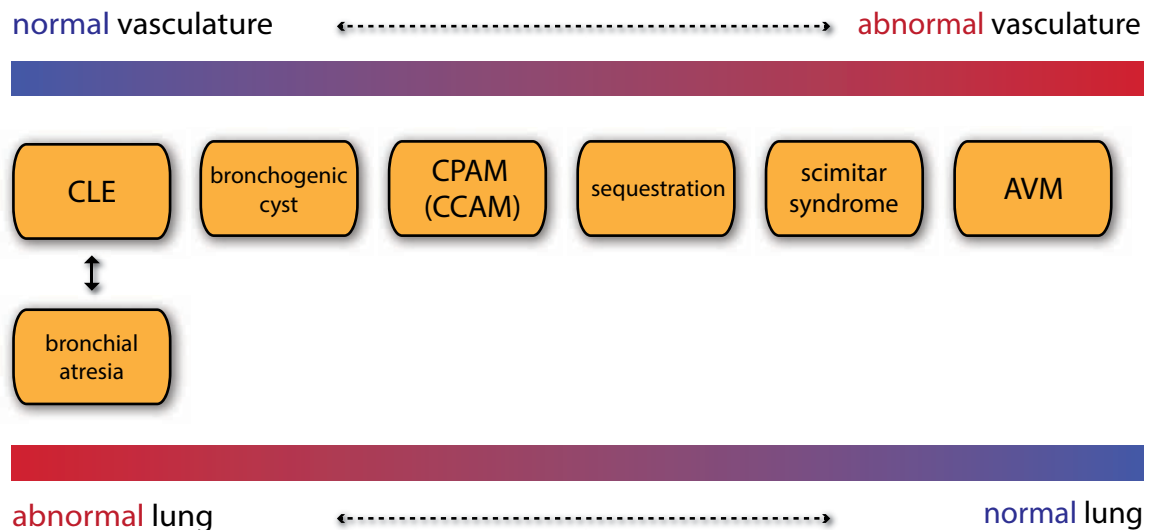 normal vasculature abnormal vasculature
CLE
bronchogenic
cyst
CPAM
(CCAM)
sequestration
scimitar
syndrome
AVM
bronchial
atresia
abnormal lung normal lung